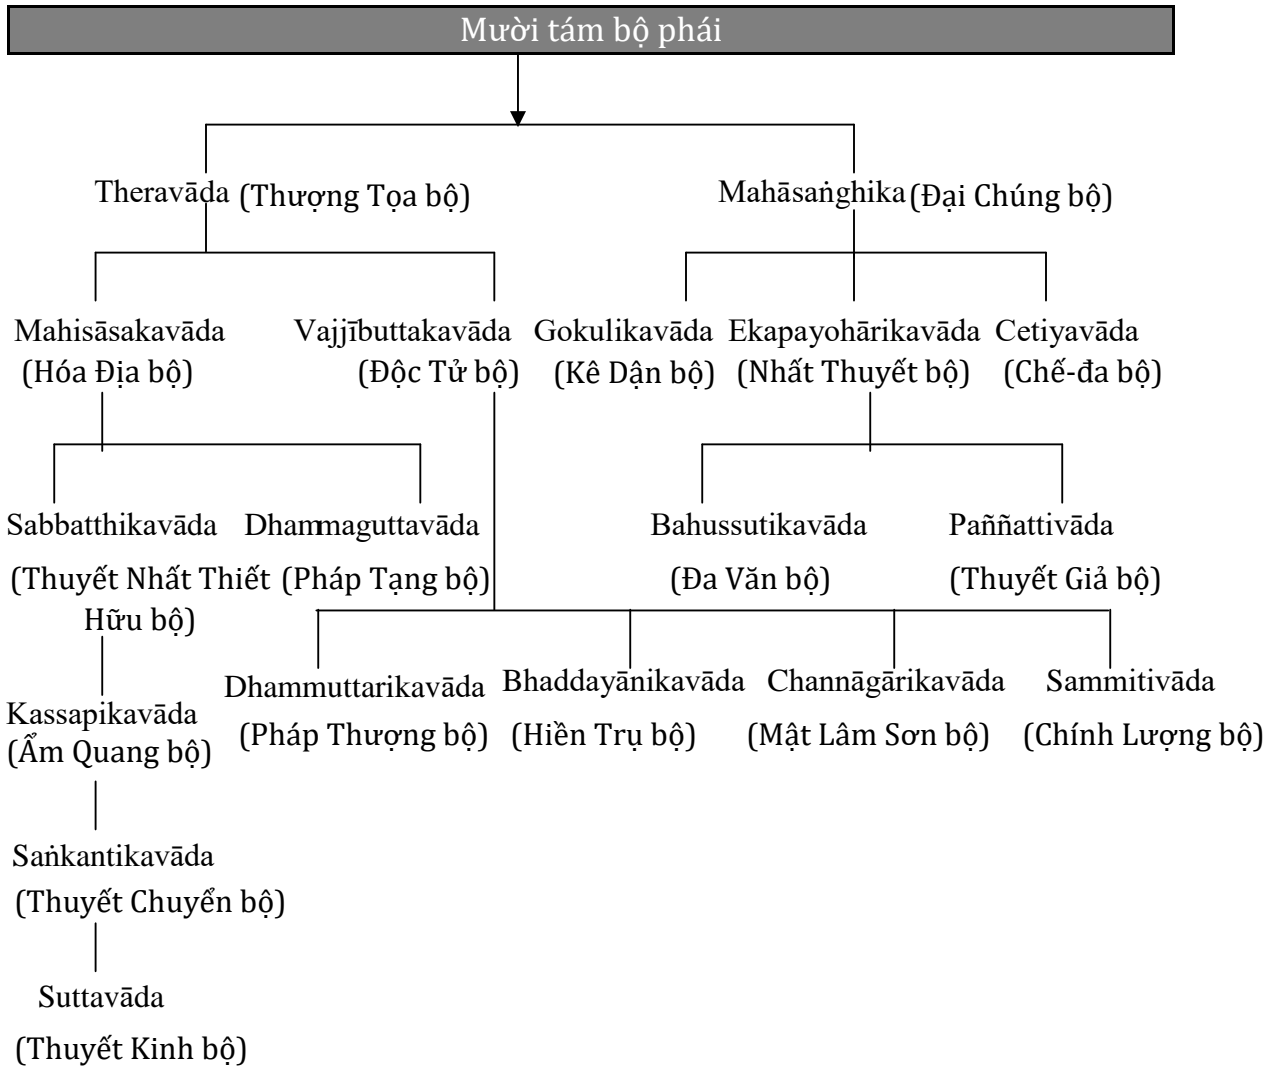 Mười tám bộ phái
Theravāda (Thượng Tọa bộ)
Mahāsaṅghika (Đại Chúng bộ)
Mahisāsakavāda
(Hóa Địa bộ)
Vajjībuttakavāda
(Độc Tử bộ)
Gokulikavāda
(Kê Dận bộ)
Ekapayohārikavāda
(Nhất Thuyết bộ)
Cetiyavāda
(Chế-đa bộ)
Sabbatthikavāda
(Thuyết Nhất Thiết
Hữu bộ)
Dhammaguttavāda
(Pháp Tạng bộ)
Bahussutikavāda
(Đa Văn bộ)
Paññattivāda
(Thuyết Giả bộ)
Dhammuttarikavāda
(Pháp Thượng bộ)
Bhaddayānikavāda
(Hiền Trụ bộ)
Channāgārikavāda
(Mật Lâm Sơn bộ)
Sammitivāda
(Chính Lượng bộ)
Kassapikavāda
(Ẩm Quang bộ)
Saṅkantikavāda
(Thuyết Chuyển bộ)
Suttavāda
(Thuyết Kinh bộ)